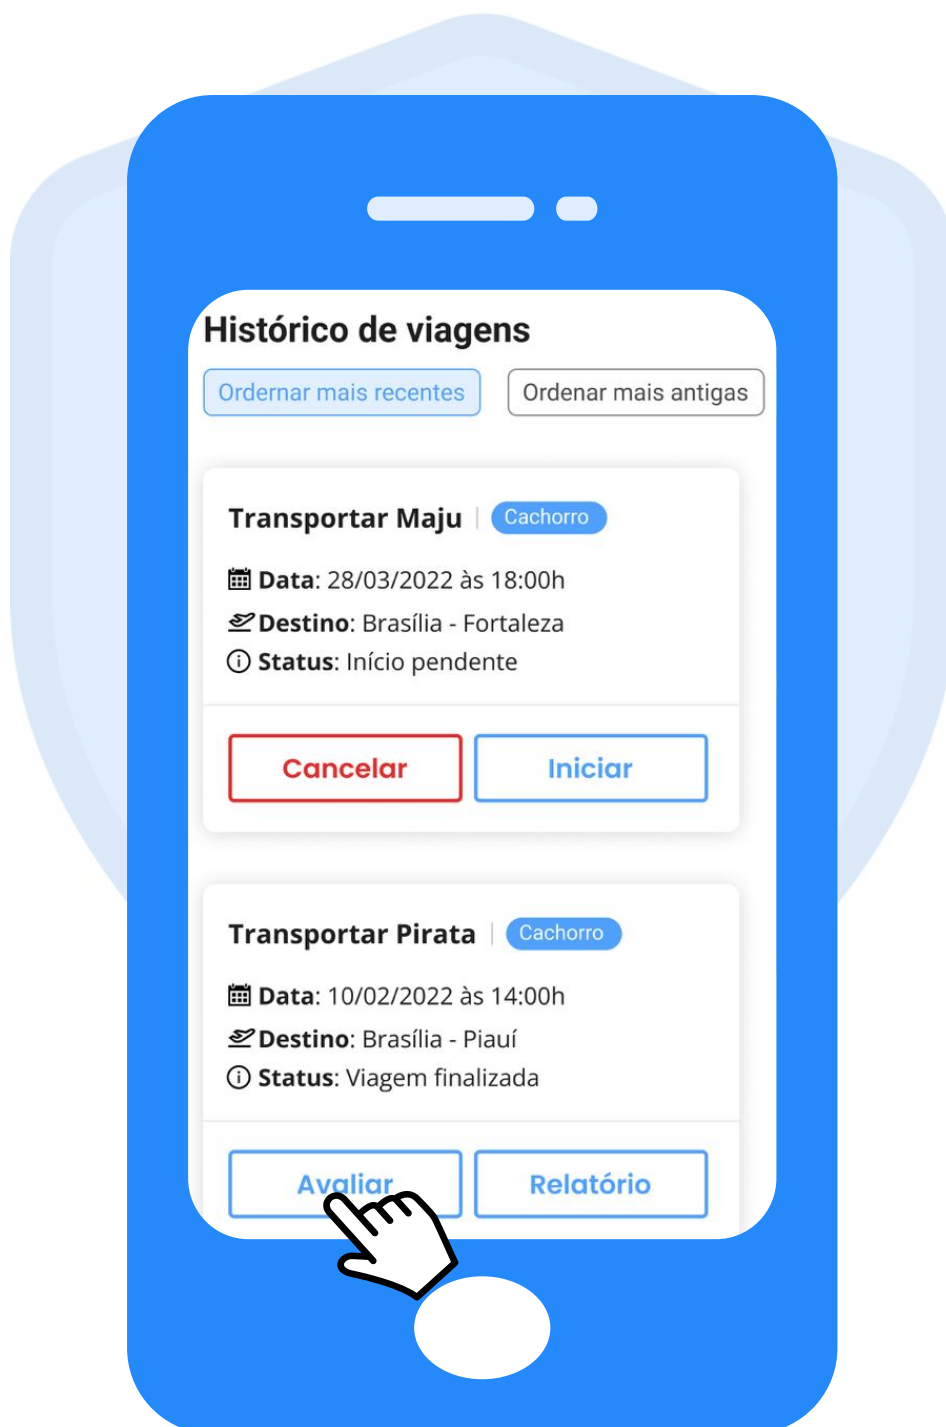 Histórico de viagens
Ordernar mais recentes
Ordenar mais antigas
Transportar Maju | Cachorro
Data: 28/03/2022 às 18:00h
Destino: Brasília - Fortaleza
Status: Início pendente
Cancelar
Iniciar
Transportar Pirata | Cachorro
Data: 10/02/2022 às 14:00h
Destino: Brasília - Piauí
Status: Viagem finalizada
Avaliar
Relatório